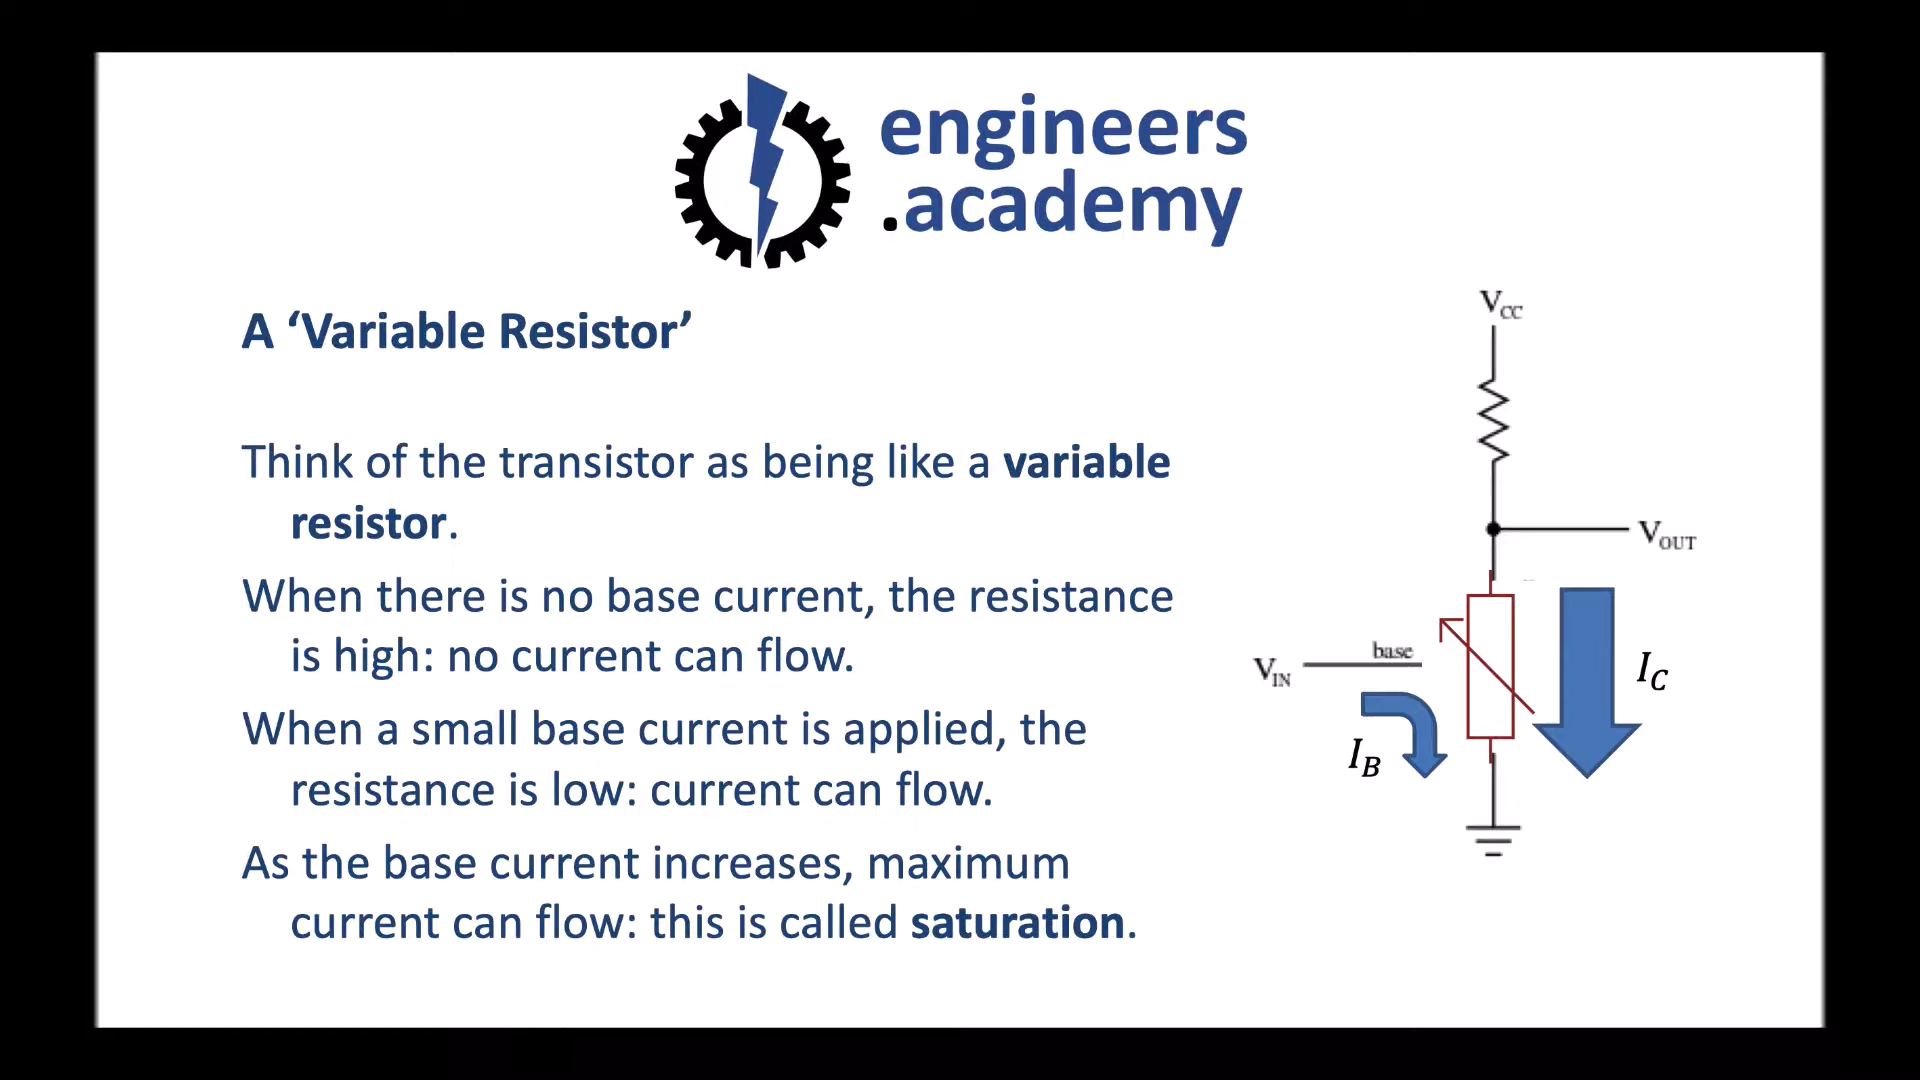 engineers
.academy
A ‘Variable Resistor’
Think of the transistor as being like a variable
resistor.
When there is no base current, the resistance
is high: no current can flow.
When a small base current is applied, the
resistance is low: current can flow.
As the base current increases, maximum
current can flow: this is called saturation.
VCC
VOUT
base
VIN
IC
IB